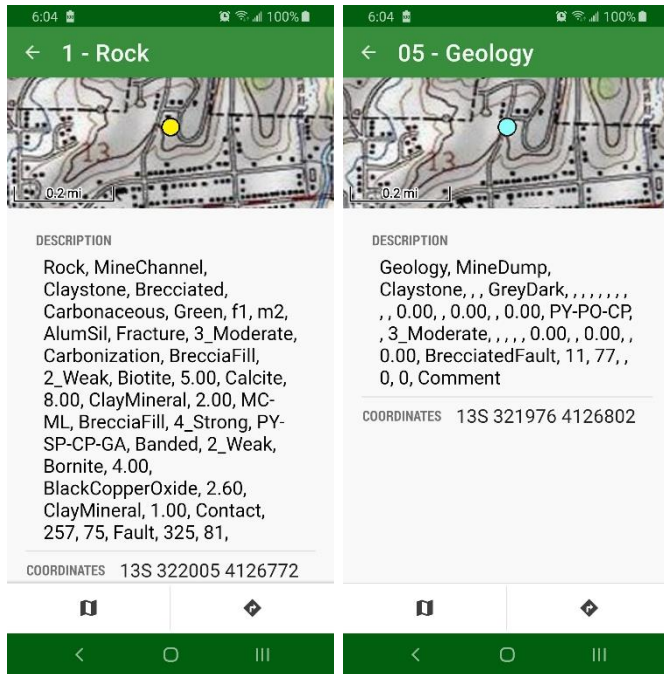 6:04 100%
1 - Rock
13
0.2 mi
DESCRIPTION
Rock, MineChannel,
Claystone, Brecciated,
Carbonaceous, Green, f1, m2,
AlumSil, Fracture, 3_Moderate,
Carbonization, BrecciaFill,
2_Weak, Biotite, 5.00, Calcite,
8.00, ClayMineral, 2.00, MC-
ML, BrecciaFill, 4_Strong, PY-
SP-CP-GA, Banded, 2_Weak,
Bornite, 4.00,
BlackCopperOxide, 2.60,
ClayMineral, 1.00, Contact,
257, 75, Fault, 325, 81,
COORDINATES 13S 322005 4126772
6:04 100%
05 - Geology
13
0.2 mi
DESCRIPTION
Geology, MineDump,
Claystone, , , GreyDark, , , , , , , ,
, , 0.00, , 0.00, , 0.00, PY-PO-CP,
, 3_Moderate, , , , , 0.00, , 0.00, ,
0.00, BrecciatedFault, 11, 77, ,
0, 0, Comment
COORDINATES 13S 321976 4126802